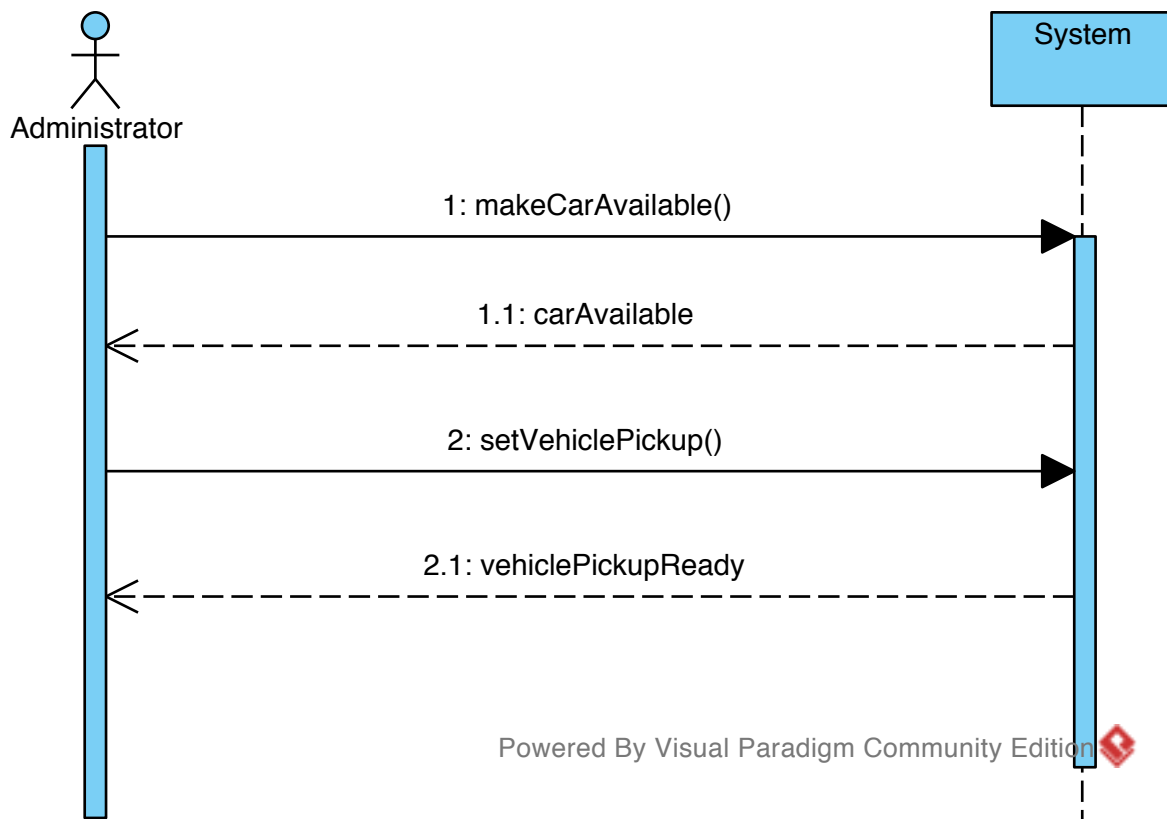 System
Administrator
1: makeCarAvailable()
1.1: carAvailable
2: setVehiclePickup()
2.1: vehiclePickupReady
Powered By Visual Paradigm Community Edition